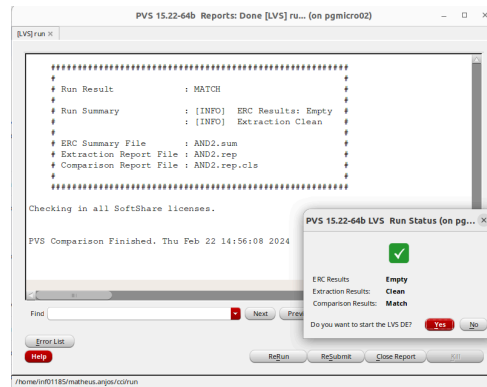 PVS 15.22-64b Reports: Done [LVS] ru... (on pgmicro02)
[LVS] run
##########################################################
# #
# Run Result : MATCH #
# #
# Run Summary : [INFO] ERC Results: Empty #
# : [INFO] Extraction Clean #
# #
# ERC Summary File : AND2.sum #
# Extraction Report File : AND2.rep #
# Comparison Report File : AND2.rep.cls #
# #
##########################################################
Checking in all SoftShare licenses.
PVS Comparison Finished. Thu Feb 22 14:56:08 2024
PVS 15.22-64b LVS Run Status (on pg...
ERC Results Empty
Extraction Results: Clean
Comparison Results: Match
Do you want to start the LVS DE? Yes No
Find Next Previ
Error List
Help ReRun ReSubmit Close Report Kill
/home/inf01185/matheus.anjos/cci/run